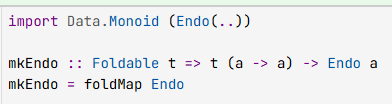 import Data.Monoid (Endo(..))
mkEndo :: Foldable t => t (a -> a) -> Endo a
mkEndo = foldMap Endo